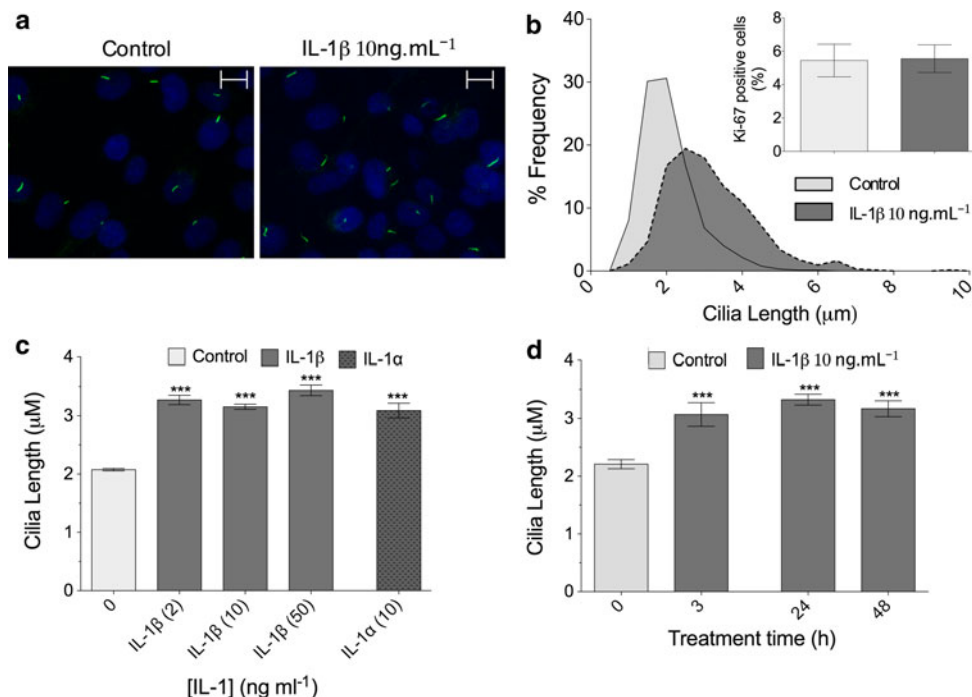 a
Control
IL-1β 10ng.mL⁻¹
b
% Frequency
40
30
20
10
0
0
2
4
6
8
10
Cilia Length (μm)
Ki-67 positive cells
(%)
8
6
4
2
0
Control
IL-1β 10 ng.mL⁻¹
c
Control
IL-1β
IL-1α
Cilia Length (μM)
4
3
2
1
0
***
***
***
***
0
IL-1β (2)
IL-1β (10)
IL-1β (50)
IL-1α (10)
[IL-1] (ng ml⁻¹)
d
Control
IL-1β 10 ng.mL⁻¹
Cilia Length (μM)
4
3
2
1
0
***
***
***
0
3
24
48
Treatment time (h)